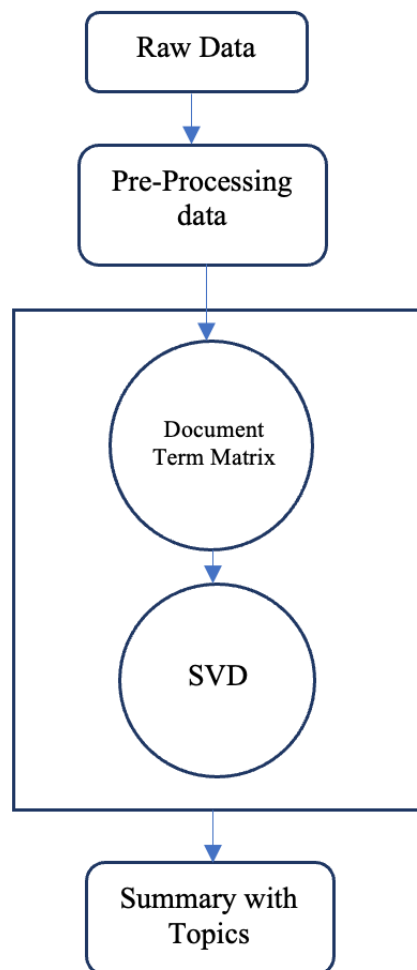 Raw Data
Pre-Processing
data
Document
Term Matrix
SVD
Summary with
Topics